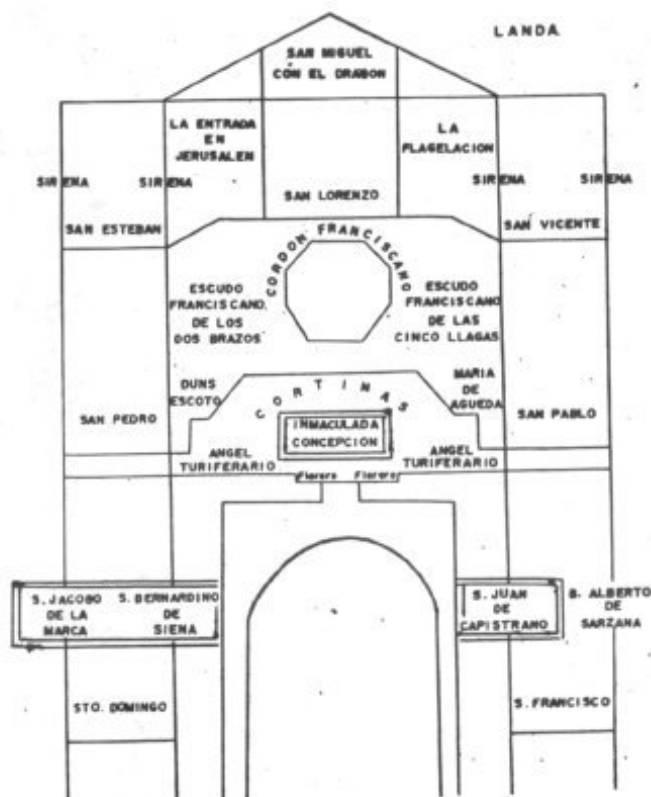 LANDA
SAN MIGUEL
CON EL DRABON
LA ENTRADA
EN
JERUSALEN
LA
FLAGELACION
SIRENA
SIRENA
SIRENA
SIRENA
SAN LORENZO
SAN ESTEBAN
SAN VICENTE
CORDON FRANCISCANO
ESCUDO
FRANCISCANO
DE LOS
DOS BRAZOS
ESCUDO
FRANCISCANO
DE LAS
CINCO LLAGAS
DUNS
ESCOTO
MARIA
DE
AGUEDA
CORTINAS
SAN PEDRO
SAN PABLO
INMACULADA
CONCEPCION
ANGEL
TURIFERARIO
ANGEL
TURIFERARIO
Florero Florero
S. JACOBO
DE LA
MARCA
S. BERNARDINO
DE
SIENA
S. JUAN
DE
CAPISTRANO
B. ALBERTO
DE
SARZANA
STO. DOMINGO
S. FRANCISCO